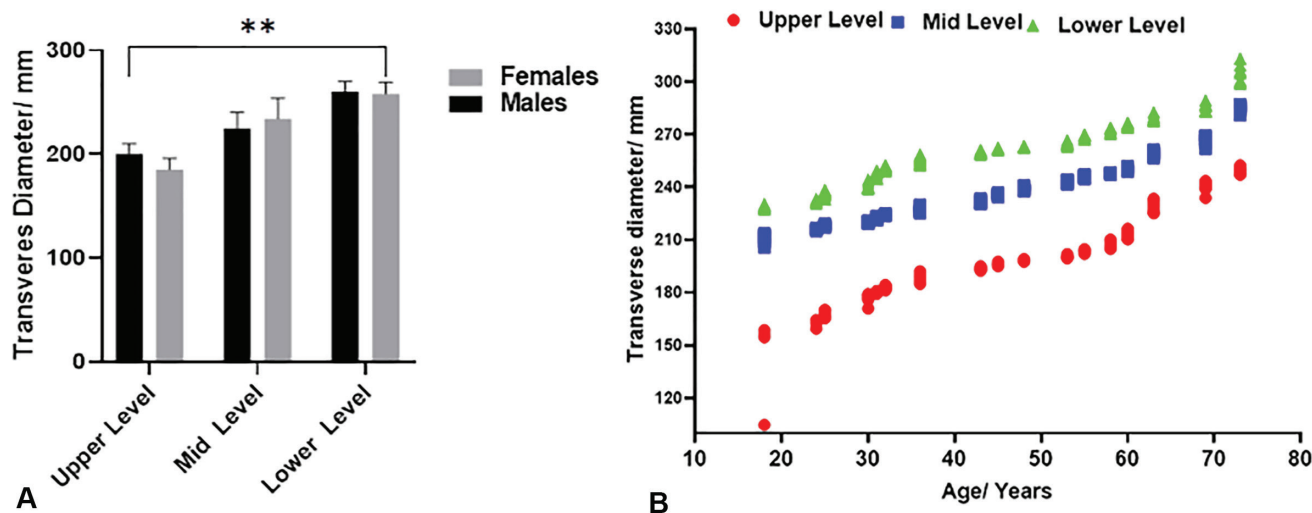 **
300
200
100
0
Transveres Diameter/ mm
Upper Level
Mid Level
Lower Level
Females
Males
A
Upper Level
Mid Level
Lower Level
330
300
270
240
210
180
150
120
Transverse diameter/ mm
10 20 30 40 50 60 70 80
Age/ Years
B